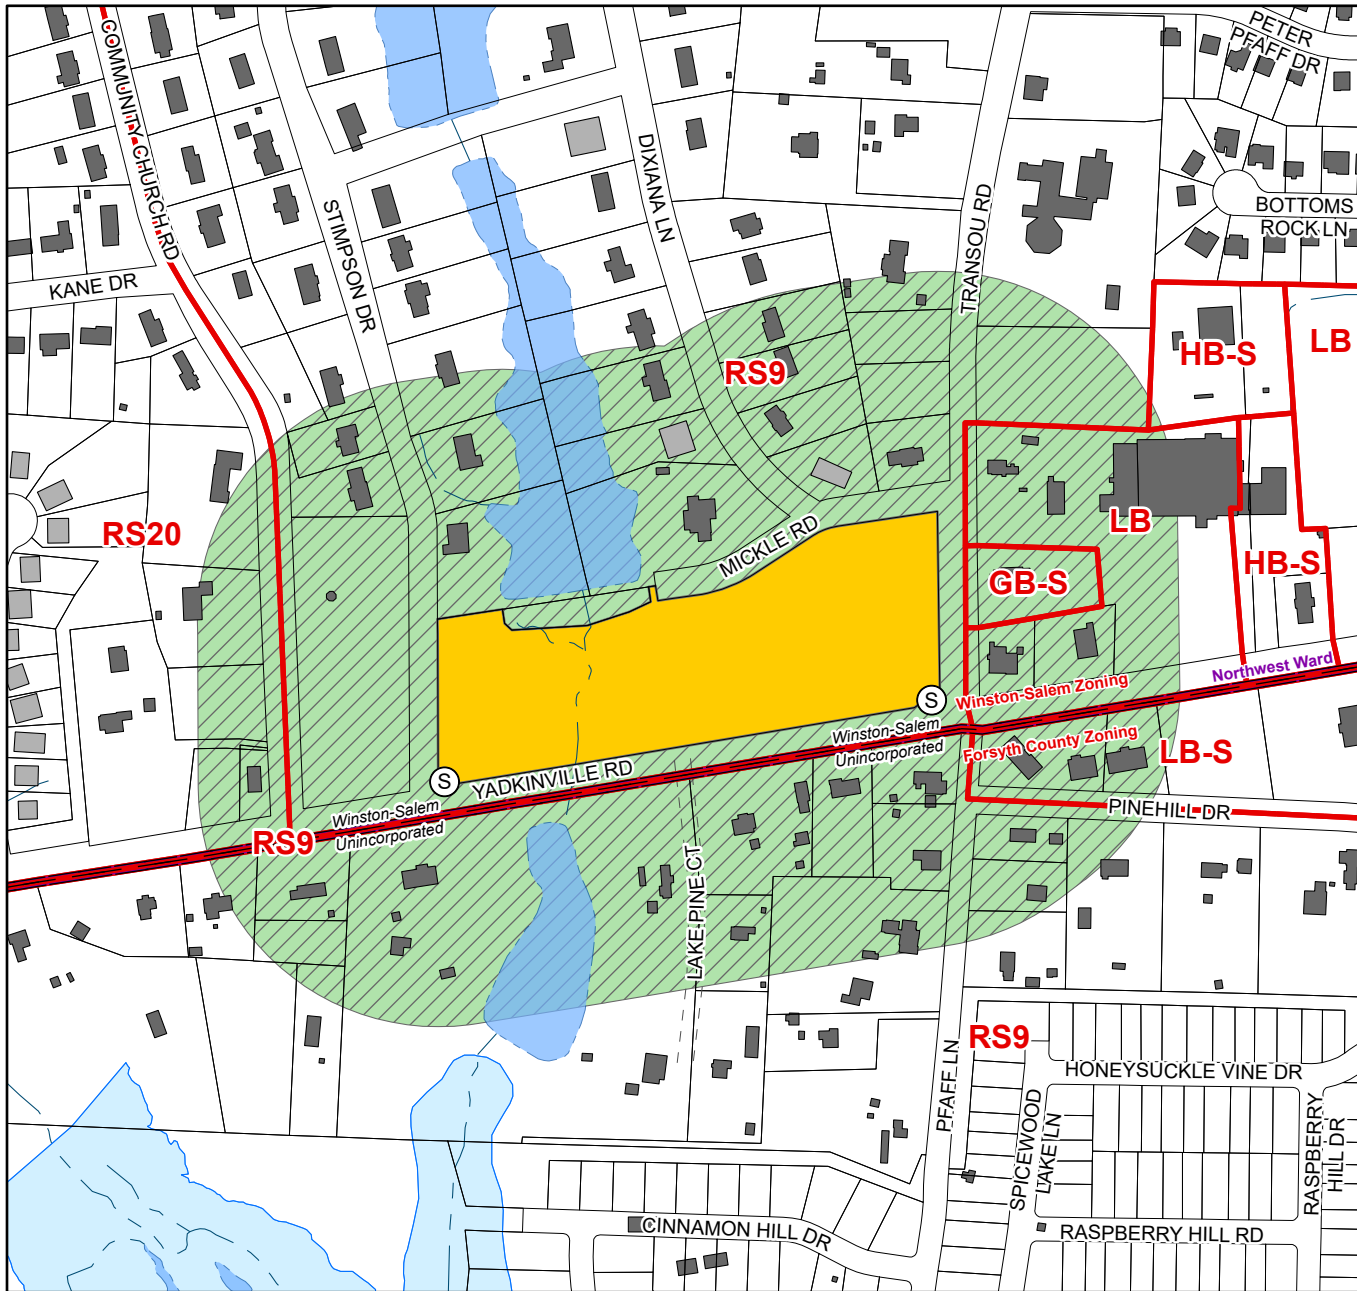 PETER
PFAFF DR
COMMUNITY CHURCH RD
DIXIANA LN
STIMPSON DR
TRANSOU RD
BOTTOMS
ROCK LN
KANE DR
HB-S
LB
RS9
RS20
LB
MICKLE RD
HB-S
GB-S
Northwest Ward
Winston-Salem Zoning
S
Winston-Salem
Unincorporated
Forsyth County Zoning
LB-S
S
YADKINVILLE RD
Winston-Salem
Unincorporated
RS9
PINEHILL DR
LAKE PINE CT
RS9
PFAFF LN
HONEYSUCKLE VINE DR
SPICEWOOD
LAKE LN
RASPBERRY
HILL DR
CINNAMON HILL DR
RASPBERRY HILL RD